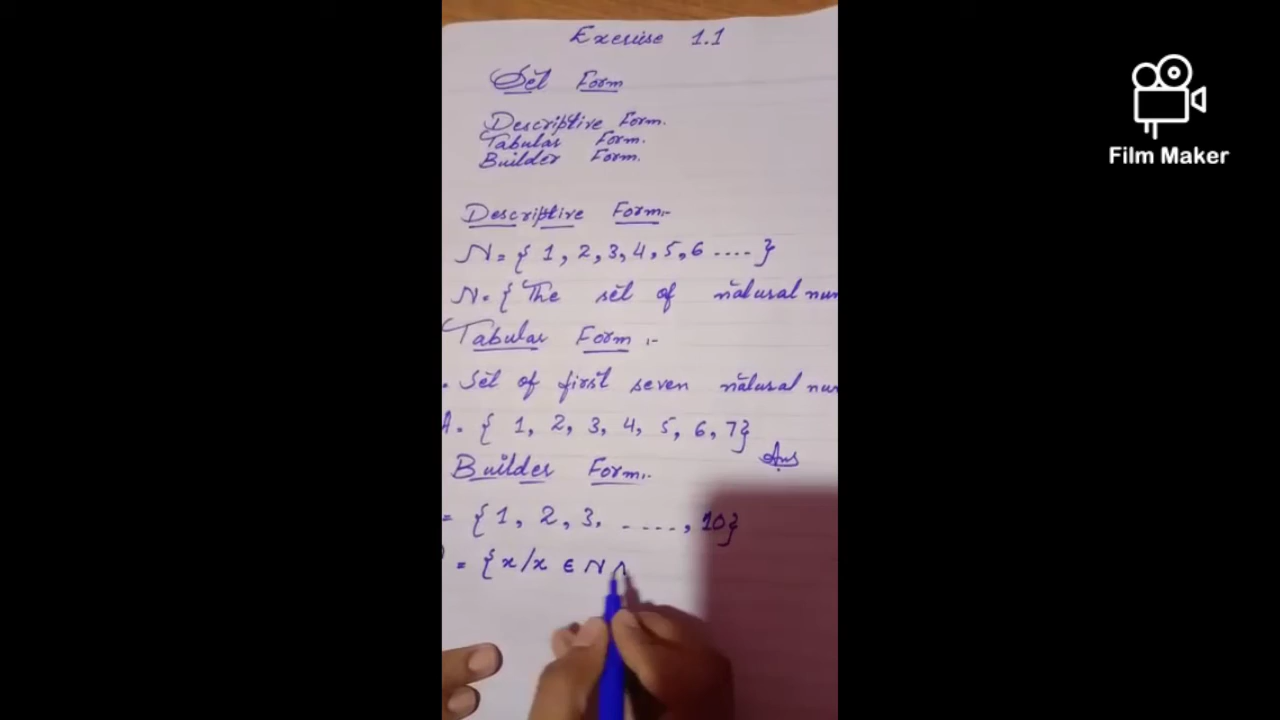 Exercise 1.1
Set Form
Descriptive Form.
Tabular Form.
Builder Form.
Descriptive Form:-
N = { 1, 2, 3, 4, 5, 6 .... }
N = { The set of natural num
Tabular Form :-
. Set of first seven natural num
A = { 1, 2, 3, 4, 5, 6, 7}
Ans
Builder Form:-
= { 1, 2, 3, ....., 10}
= { x/x ∈ N ∧
Film Maker